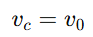 v_c = v_0